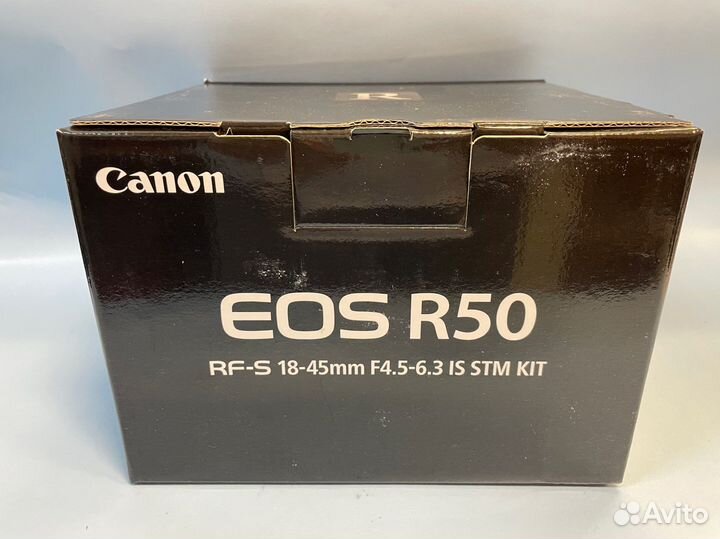 R
Canon
EOS R50
RF-S 18-45mm F4.5-6.3 IS STM KIT
Avito